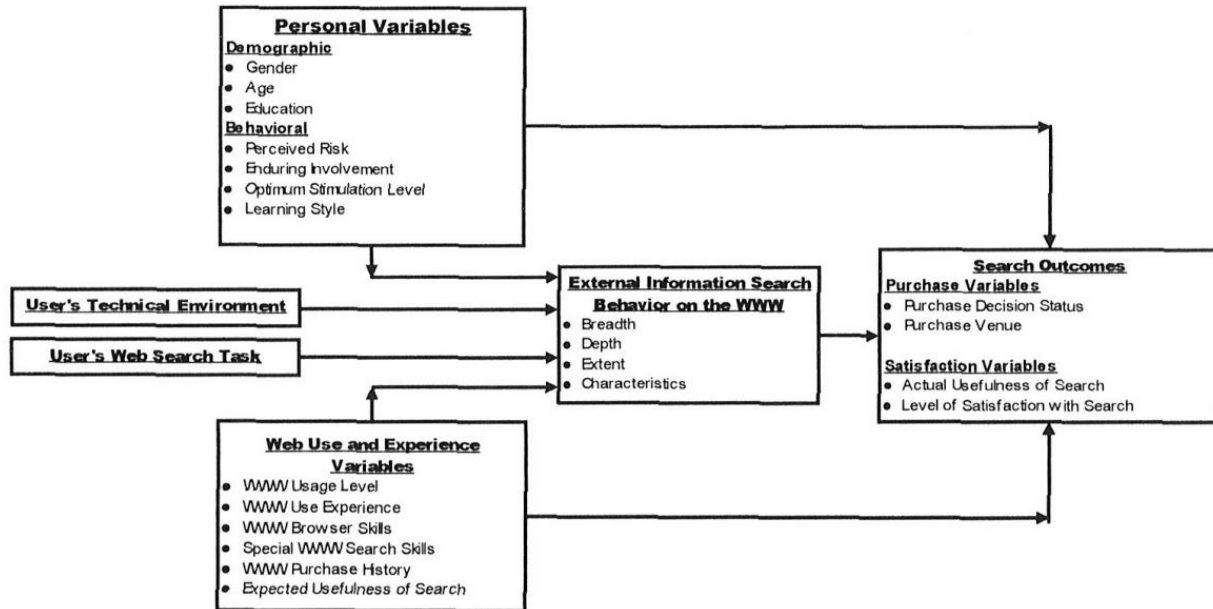 Personal Variables
Demographic
• Gender
• Age
• Education
Behavioral
• Perceived Risk
• Enduring Involvement
• Optimum Stimulation Level
• Learning Style
User's Technical Environment
User's Web Search Task
External Information Search
Behavior on the WWW
• Breadth
• Depth
• Extent
• Characteristics
Search Outcomes
Purchase Variables
• Purchase Decision Status
• Purchase Venue
Satisfaction Variables
• Actual Usefulness of Search
• Level of Satisfaction with Search
Web Use and Experience
Variables
• WWW Usage Level
• WWW Use Experience
• WWW Browser Skills
• Special WWW Search Skills
• WWW Purchase History
• Expected Usefulness of Search